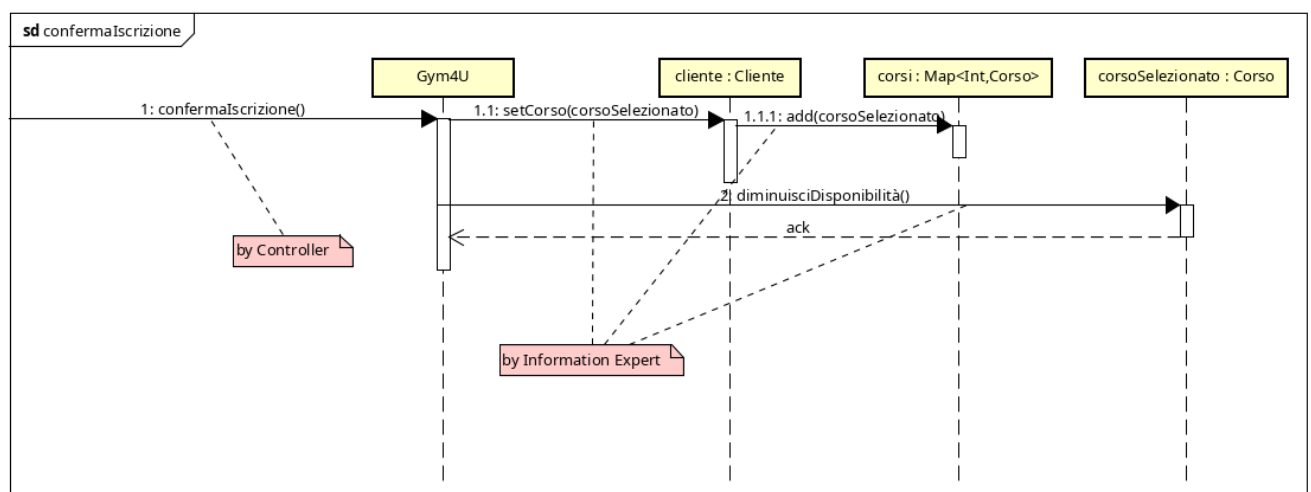 sd confermaIscrizione
Gym4U
cliente : Cliente
corsi : Map<Int,Corso>
corsoSelezionato : Corso
1: confermaIscrizione()
1.1: setCorso(corsoSelezionato)
1.1.1: add(corsoSelezionato)
2: diminuisciDisponibilità()
ack
by Controller
by Information Expert